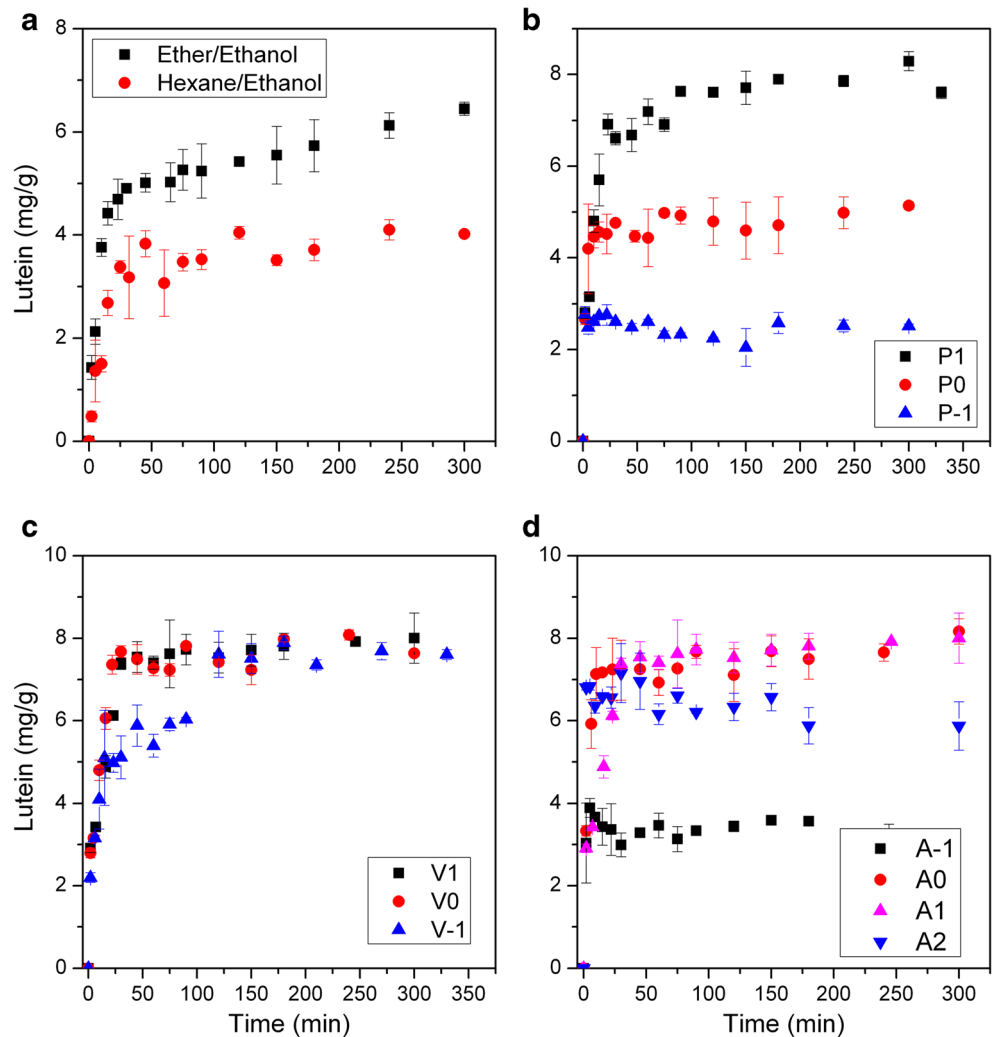 a
8
6
4
2
0
Lutein (mg/g)
Ether/Ethanol
Hexane/Ethanol
0 50 100 150 200 250 300
b
8
6
4
2
0
P1
P0
P-1
0 50 100 150 200 250 300 350
c
10
8
6
4
2
0
Lutein (mg/g)
V1
V0
V-1
0 50 100 150 200 250 300 350
Time (min)
d
10
8
6
4
2
0
A-1
A0
A1
A2
0 50 100 150 200 250 300
Time (min)